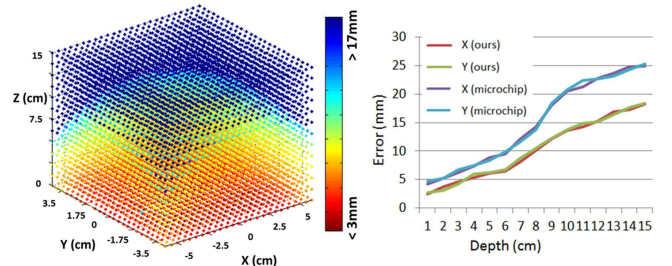 15
Z (cm)
7.5
0
3.5
1.75
0
-1.75
-3.5
Y (cm)
-5
-2.5
0
2.5
5
X (cm)
> 17mm
< 3mm
30
25
20
15
10
5
0
Error (mm)
X (ours)
Y (ours)
X (microchip)
Y (microchip)
1 2 3 4 5 6 7 8 9 10 11 12 13 14 15
Depth (cm)